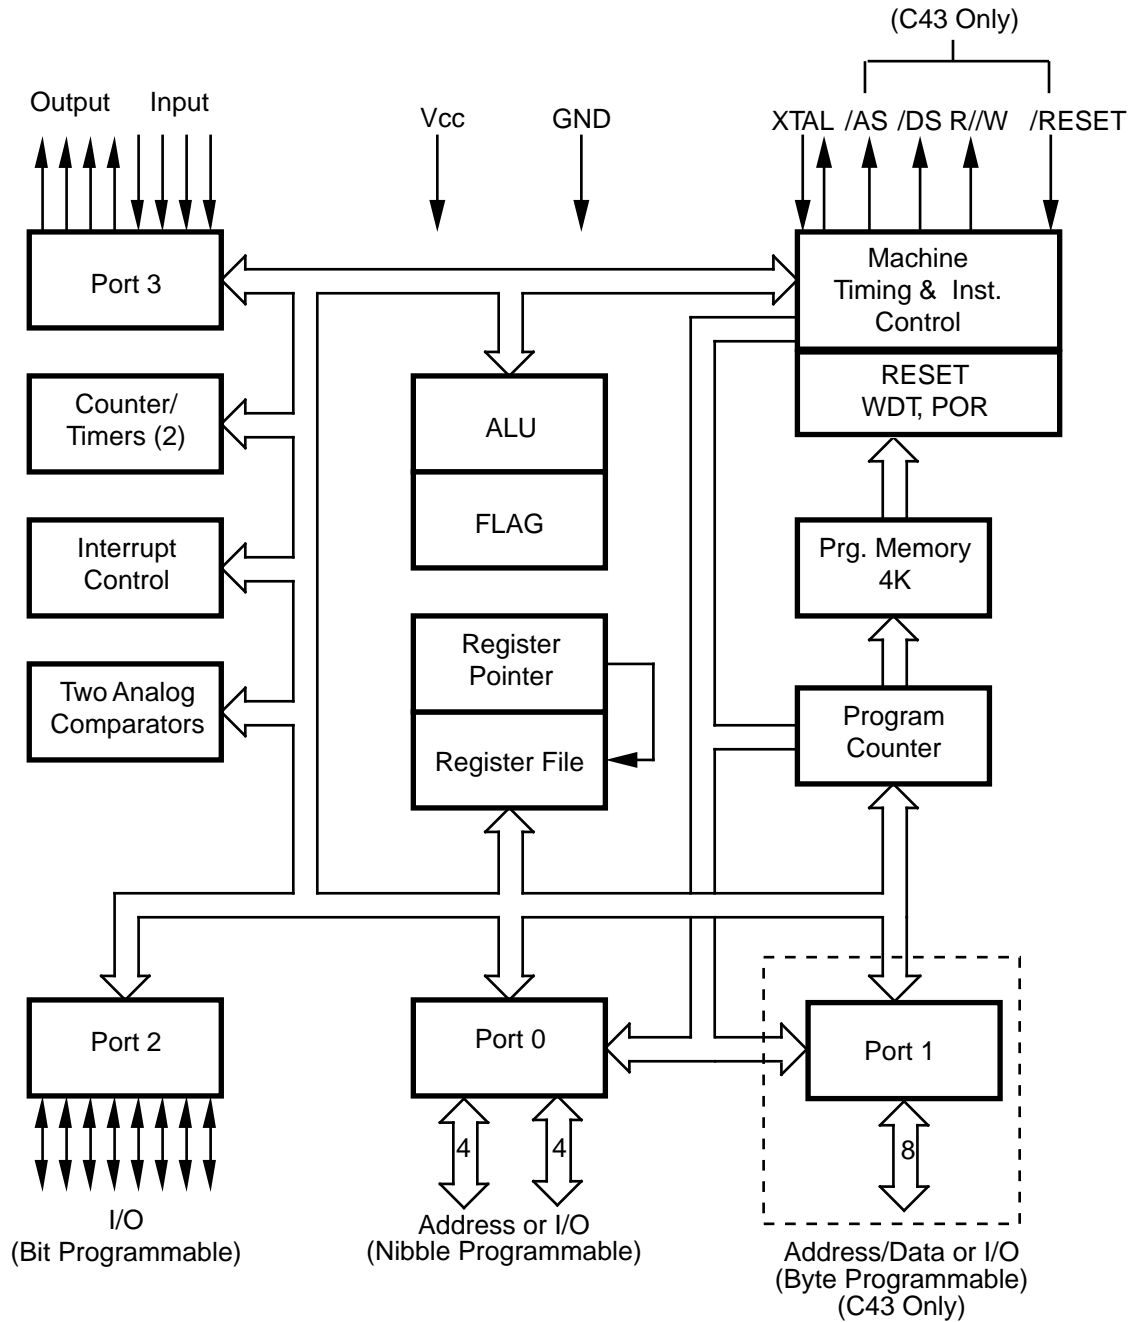 (C43 Only)
Output Input
Vcc GND
XTAL /AS /DS R//W /RESET
Port 3
Machine
Timing & Inst.
Control
RESET
WDT, POR
Counter/
Timers (2)
ALU
FLAG
Interrupt
Control
Prg. Memory
4K
Register
Pointer
Two Analog
Comparators
Register File
Program
Counter
Port 2
Port 0
Port 1
4 4
8
I/O
(Bit Programmable)
Address or I/O
(Nibble Programmable)
Address/Data or I/O
(Byte Programmable)
(C43 Only)